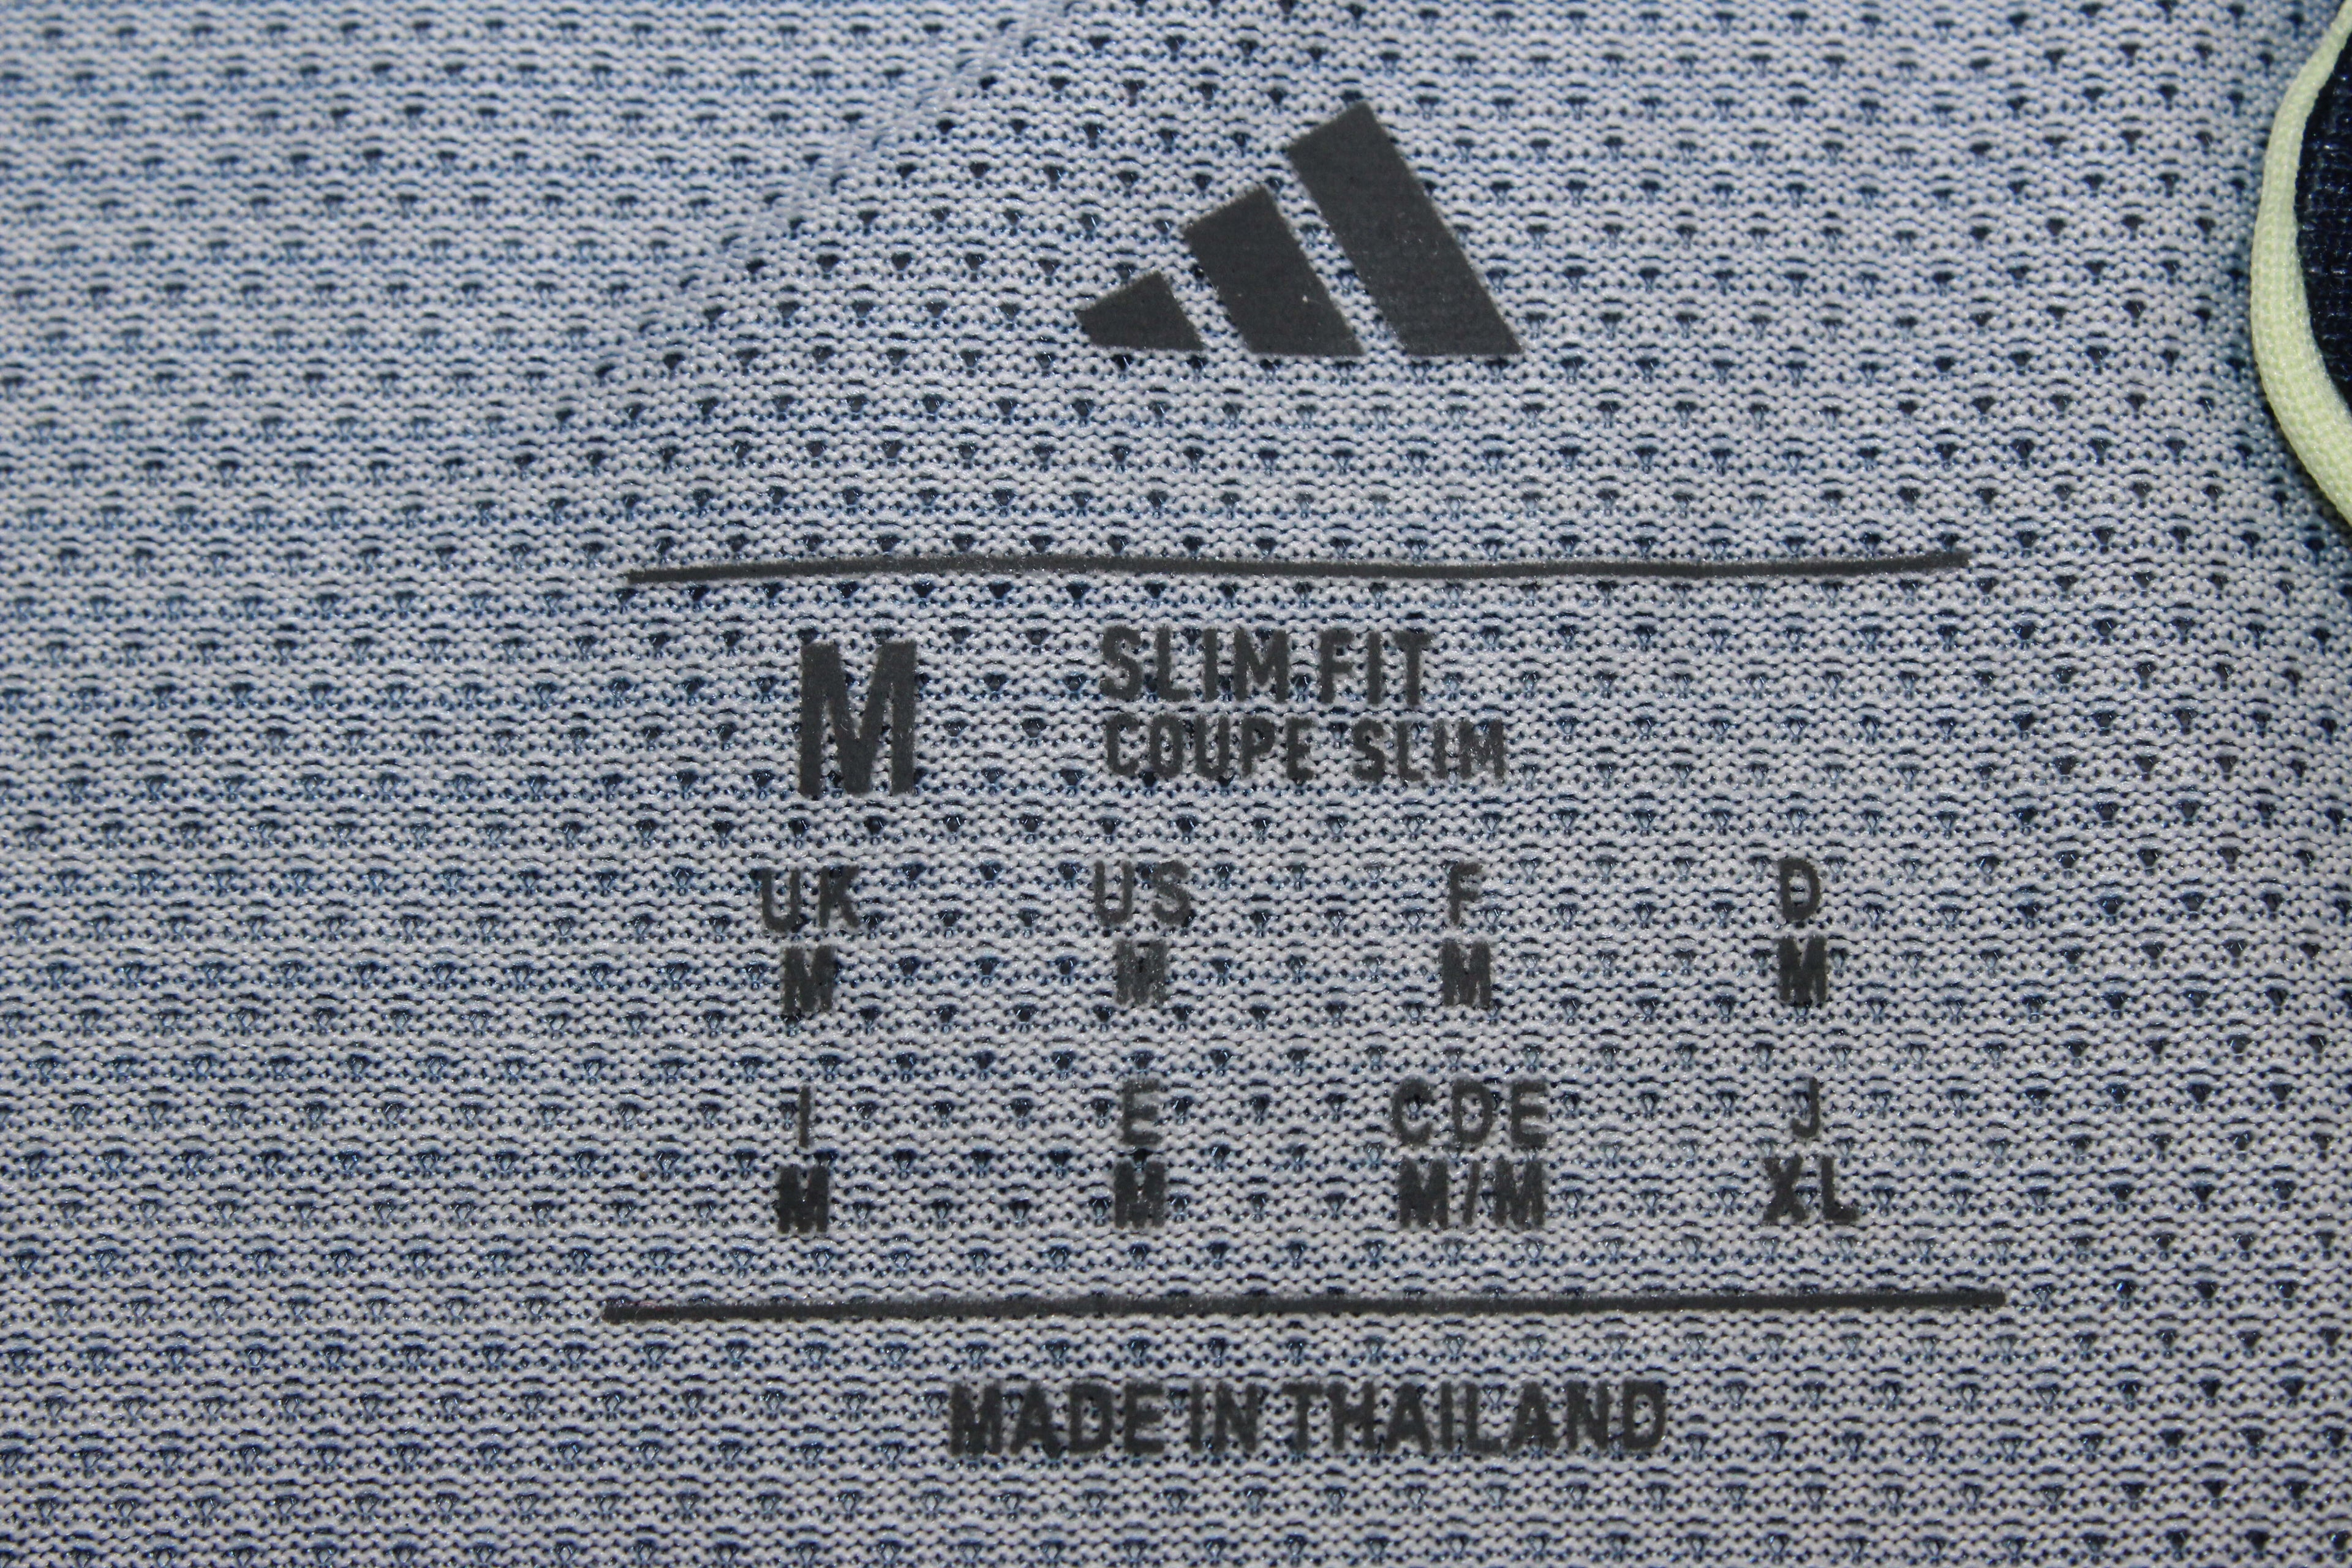 M SLIM FIT
COUPE SLIM
UK US F D
M M M M
I E CDE J
M M M/M XL
MADE IN THAILAND